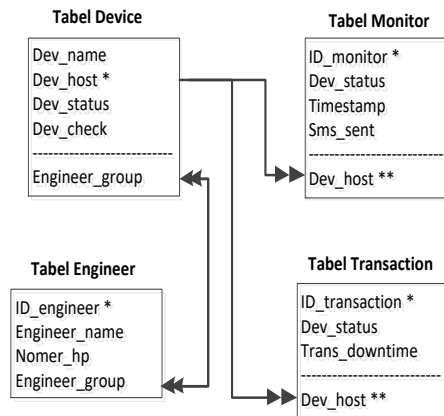 Tabel Device
Dev_name
Dev_host *
Dev_status
Dev_check
----------------------------
Engineer_group
Tabel Monitor
ID_monitor *
Dev_status
Timestamp
Sms_sent
----------------------------
Dev_host **
Tabel Engineer
ID_engineer *
Engineer_name
Nomer_hp
Engineer_group
Tabel Transaction
ID_transaction *
Dev_status
Trans_downtime
----------------------------
Dev_host **